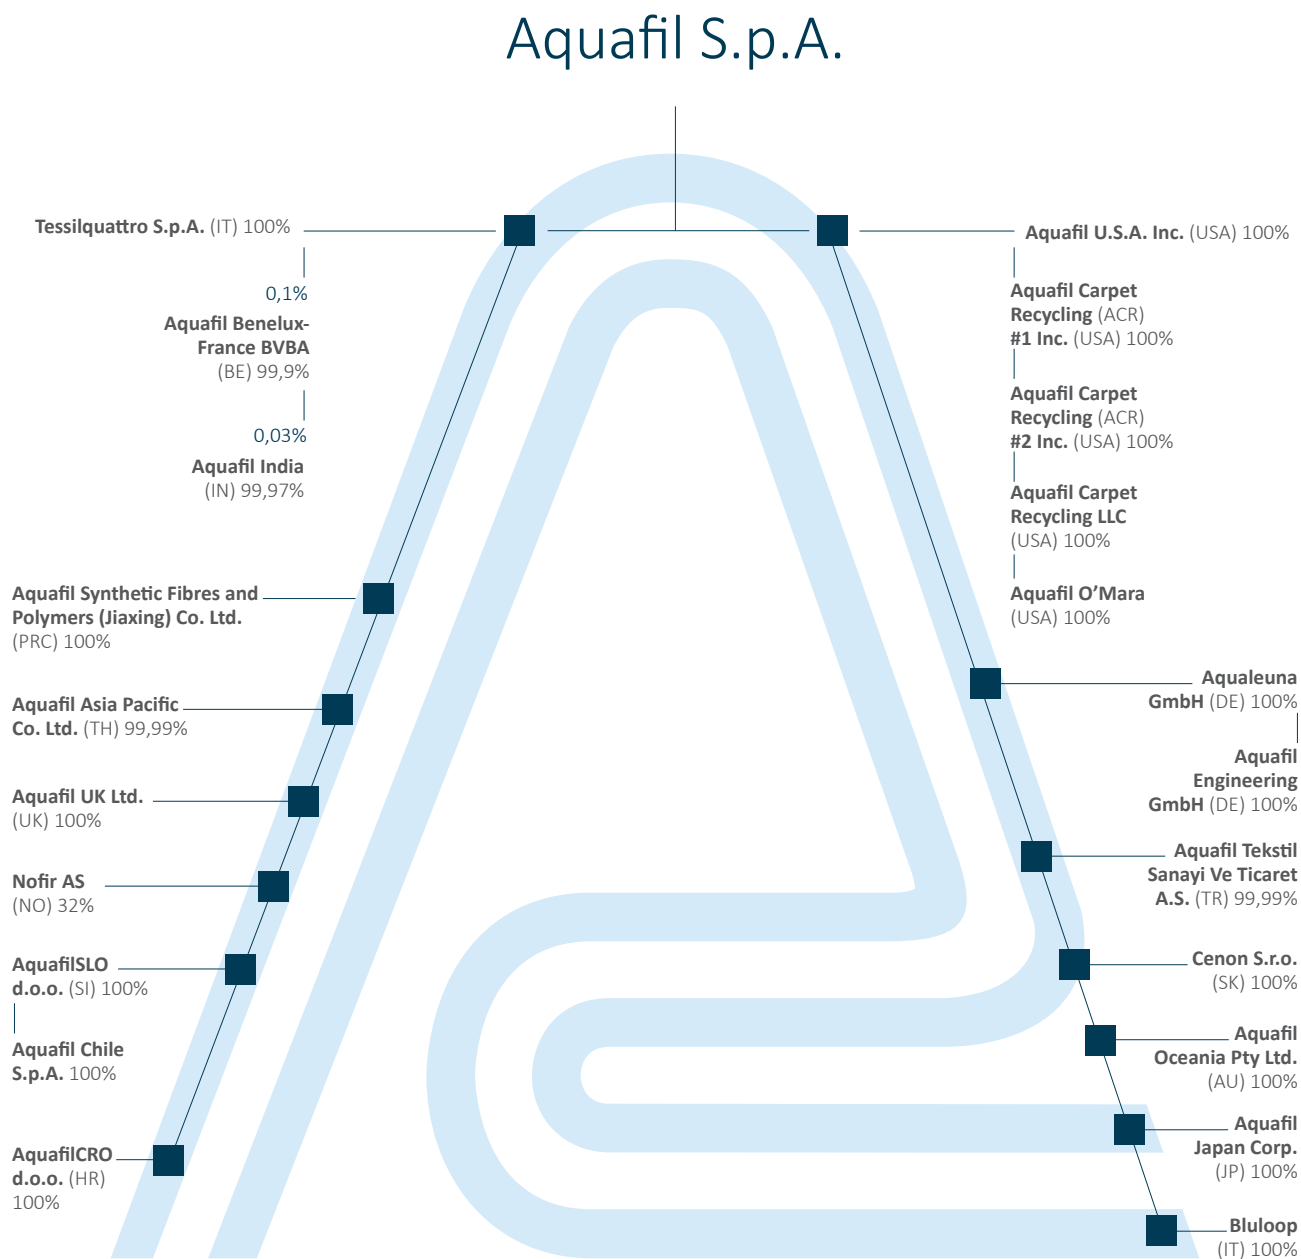 Aquafil S.p.A.
Tessilquattro S.p.A. (IT) 100%
0,1%
Aquafil Benelux-
France BVBA
(BE) 99,9%
0,03%
Aquafil India
(IN) 99,97%
Aquafil Synthetic Fibres and
Polymers (Jiaxing) Co. Ltd.
(PRC) 100%
Aquafil Asia Pacific
Co. Ltd. (TH) 99,99%
Aquafil UK Ltd.
(UK) 100%
Nofir AS
(NO) 32%
AquafilSLO
d.o.o. (SI) 100%
Aquafil Chile
S.p.A. 100%
AquafilCRO
d.o.o. (HR)
100%
Aquafil U.S.A. Inc. (USA) 100%
Aquafil Carpet
Recycling (ACR)
#1 Inc. (USA) 100%
Aquafil Carpet
Recycling (ACR)
#2 Inc. (USA) 100%
Aquafil Carpet
Recycling LLC
(USA) 100%
Aquafil O’Mara
(USA) 100%
Aqualeuna
GmbH (DE) 100%
Aquafil
Engineering
GmbH (DE) 100%
Aquafil Tekstil
Sanayi Ve Ticaret
A.S. (TR) 99,99%
Cenon S.r.o.
(SK) 100%
Aquafil
Oceania Pty Ltd.
(AU) 100%
Aquafil
Japan Corp.
(JP) 100%
Bluloop
(IT) 100%